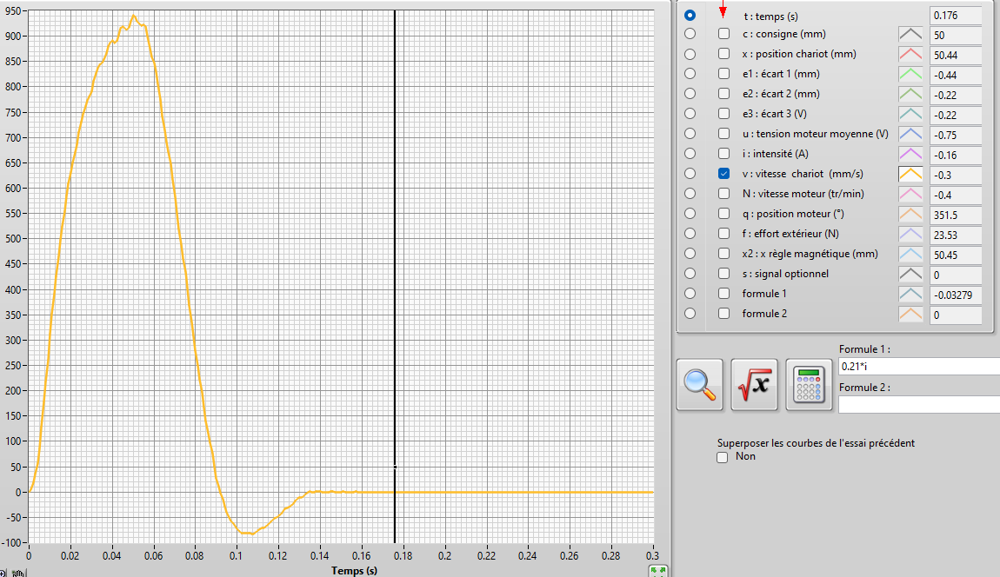 950
900
850
800
750
700
650
600
550
500
450
400
350
300
250
200
150
100
50
0
-50
-100
0 0.02 0.04 0.06 0.08 0.1 0.12 0.14 0.16 0.18 0.2 0.22 0.24 0.26 0.28 0.3
Temps (s)
t : temps (s) 0.176
c : consigne (mm) 50
x : position chariot (mm) 50.44
e1 : écart 1 (mm) -0.44
e2 : écart 2 (mm) -0.22
e3 : écart 3 (V) -0.22
u : tension moteur moyenne (V) -0.75
i : intensité (A) -0.16
v : vitesse chariot (mm/s) -0.3
N : vitesse moteur (tr/min) -0.4
q : position moteur (°) 351.5
f : effort extérieur (N) 23.53
x2 : x règle magnétique (mm) 50.45
s : signal optionnel 0
formule 1 -0.03279
formule 2 0
Formule 1 :
0.21*i
Formule 2 :
√x
Superposer les courbes de l'essai précédent
Non